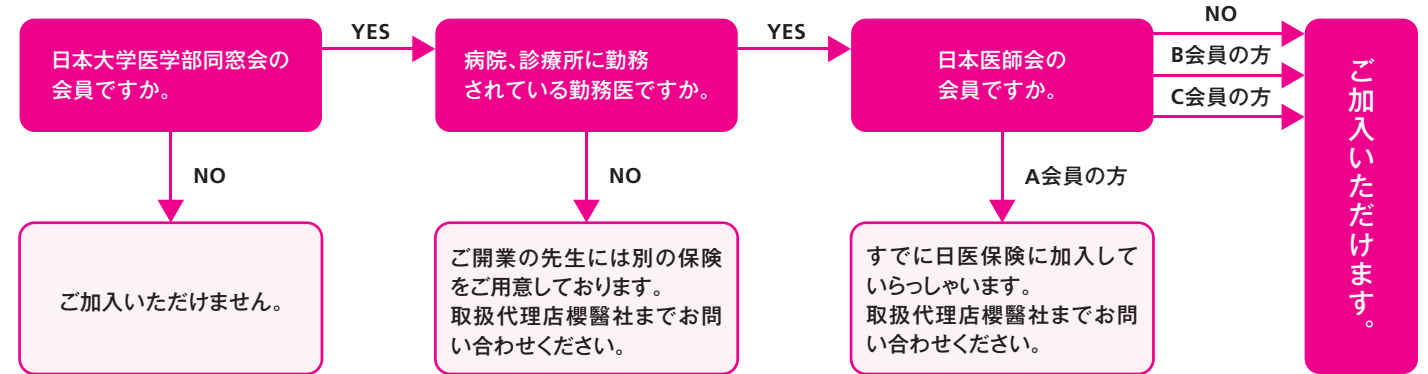 日本大学医学部同窓会の
会員ですか。
YES
病院、診療所に勤務
されている勤務医ですか。
YES
日本医師会の
会員ですか。
NO
B会員の方
C会員の方
ご加入いただけます。
NO
NO
A会員の方
ご加入いただけません。
ご開業の先生には別の保険
をご用意しております。
取扱代理店櫻醫社までお問
い合わせください。
すでに日医保険に加入して
いらっしゃいます。
取扱代理店櫻醫社までお問
い合わせください。